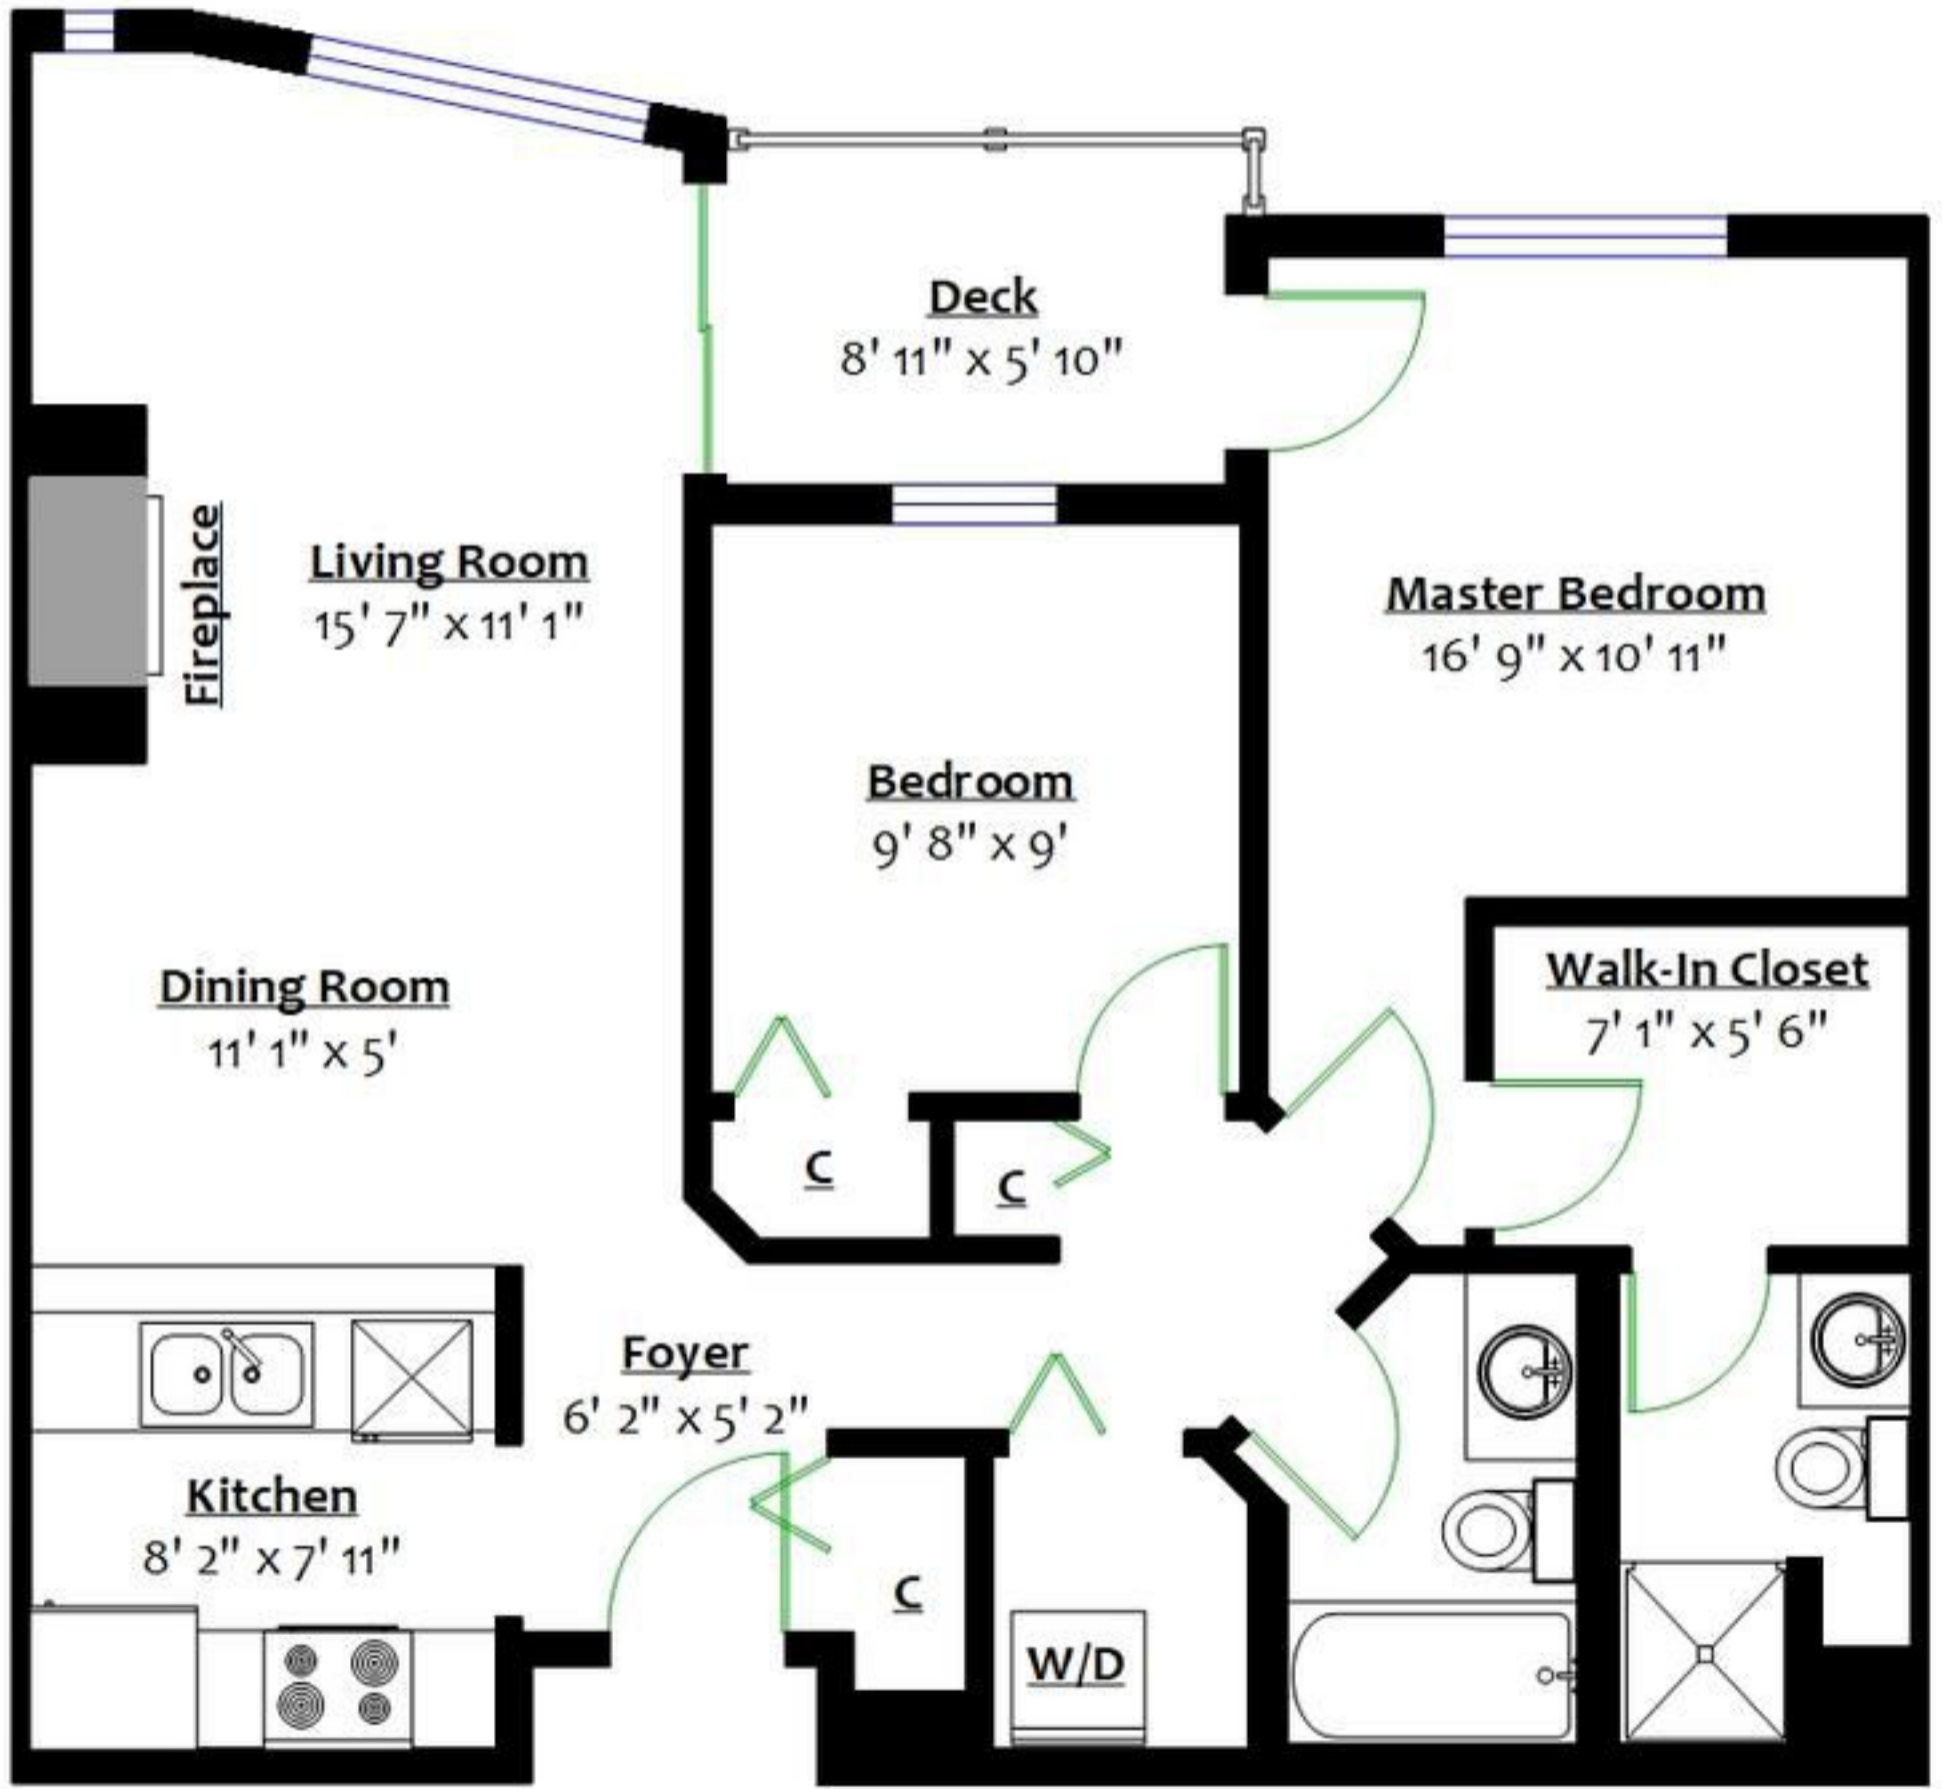 Deck
8' 11" x 5' 10"
Fireplace
Living Room
15' 7" x 11' 1"
Master Bedroom
16' 9" x 10' 11"
Bedroom
9' 8" x 9'
Dining Room
11' 1" x 5'
Walk-In Closet
7' 1" x 5' 6"
C
C
Foyer
6' 2" x 5' 2"
Kitchen
8' 2" x 7' 11"
C
W/D